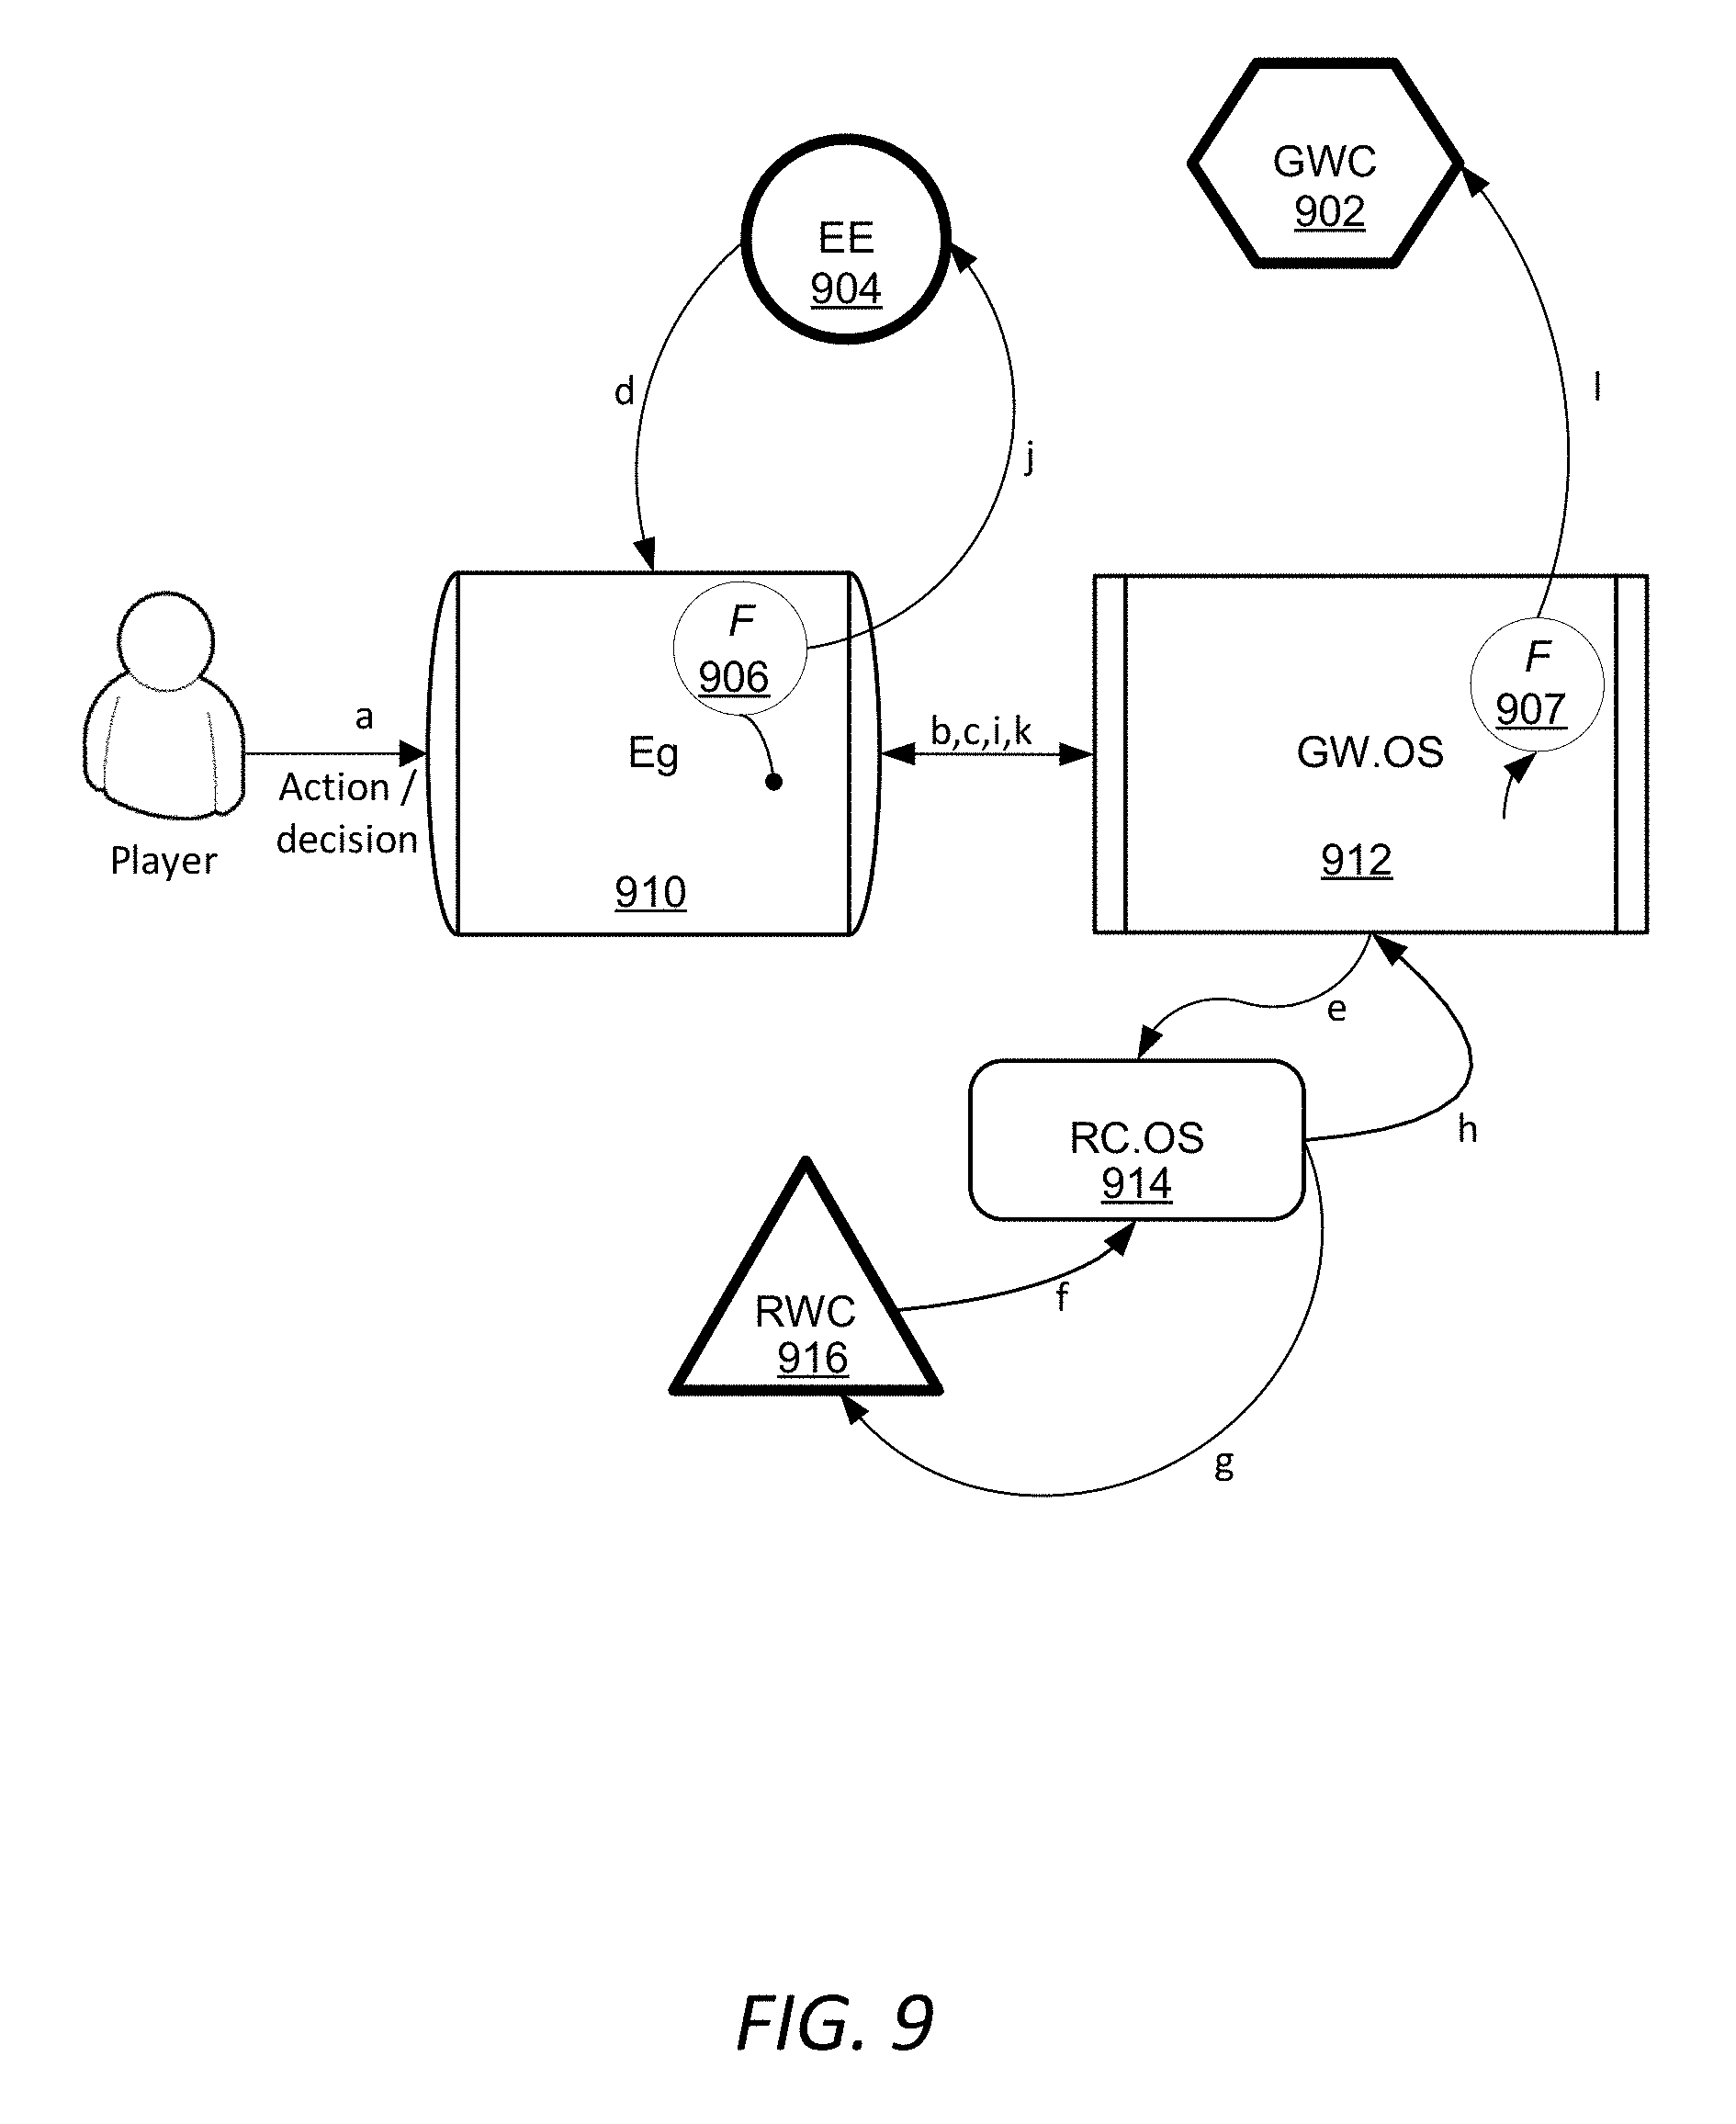 GWC
902
EE
904
d
l
j
F
906
F
907
a
Action /
decision
Player
Eg
910
b,c,i,k
GW.OS
912
e
h
RC.OS
914
f
RWC
916
g
FIG. 9